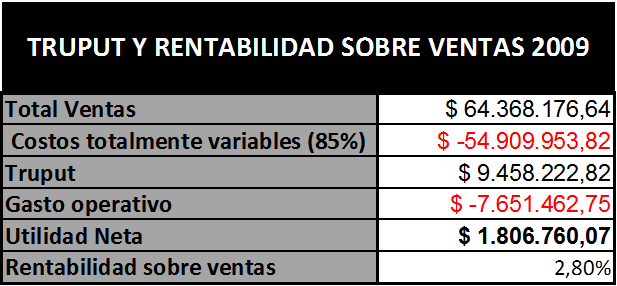 TRUPUT Y RENTABILIDAD SOBRE VENTAS 2009
Total Ventas $ 64.368.176,64
Costos totalmente variables (85%) $ -54.909.953,82
Truput $ 9.458.222,82
Gasto operativo $ -7.651.462,75
Utilidad Neta $ 1.806.760,07
Rentabilidad sobre ventas 2,80%